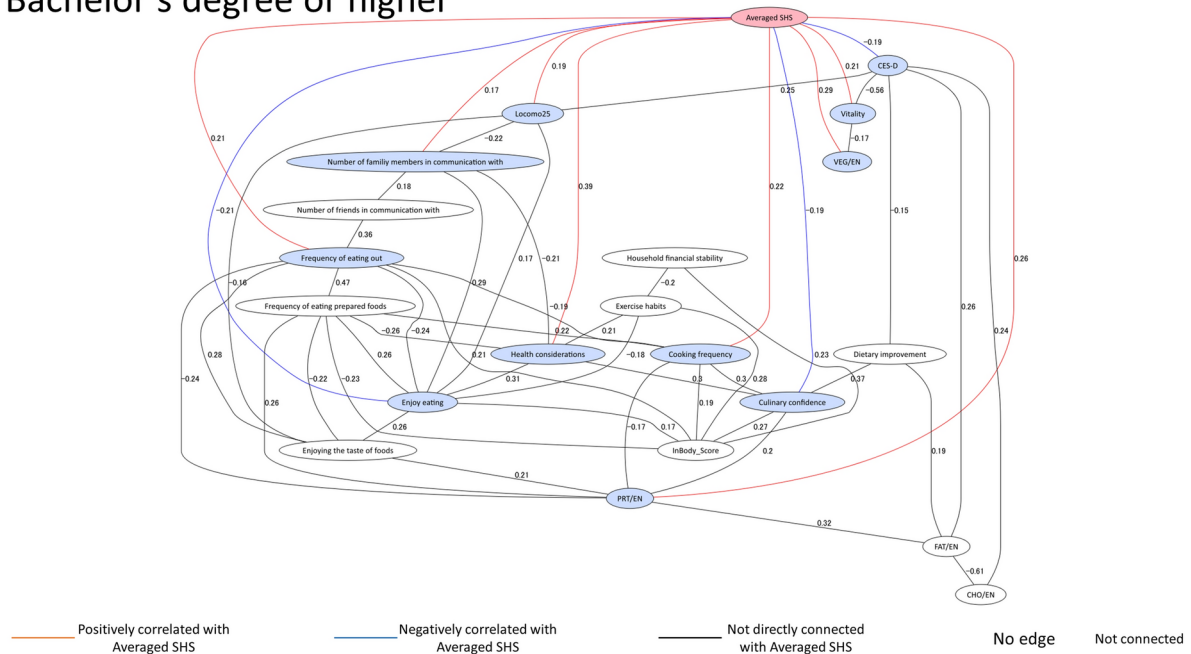 Bachelor's degree or higher
Averaged SHS
−0.19
CES-D
0.19
0.21
0.17
0.29
0.25
−0.56
Locomo25
Vitality
0.21
−0.22
−0.17
Number of familiy members in communication with
VEG/EN
0.18
0.39
0.22
Number of friends in communication with
−0.21
−0.19
−0.15
0.36
Frequency of eating out
0.17
−0.21
Household financial stability
0.26
−0.16
0.47
0.29
−0.2
Frequency of eating prepared foods
−0.19
Exercise habits
0.26
−0.26
−0.24
0.22
0.21
0.24
0.28
0.26
0.21
Health considerations
−0.18
Cooking frequency
0.23
Dietary improvement
−0.24
−0.22
−0.23
0.31
0.3
0.3
0.28
0.37
0.26
Enjoy eating
0.19
Culinary confidence
0.26
−0.17
0.17
0.27
Enjoying the taste of foods
InBody_Score
0.2
0.19
0.21
PRT/EN
0.32
FAT/EN
−0.61
CHO/EN
Positively correlated with
Averaged SHS
Negatively correlated with
Averaged SHS
Not directly connected
with Averaged SHS
No edge
Not connected